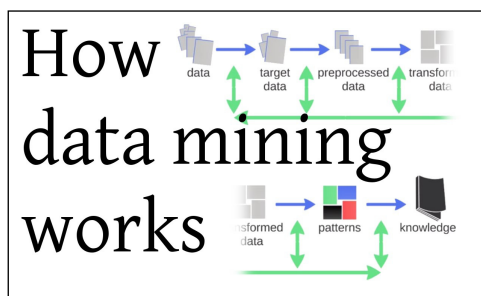 How
data
target
data
preprocessed
data
transform
data
data mining
works
nsformed
data
patterns
knowledge